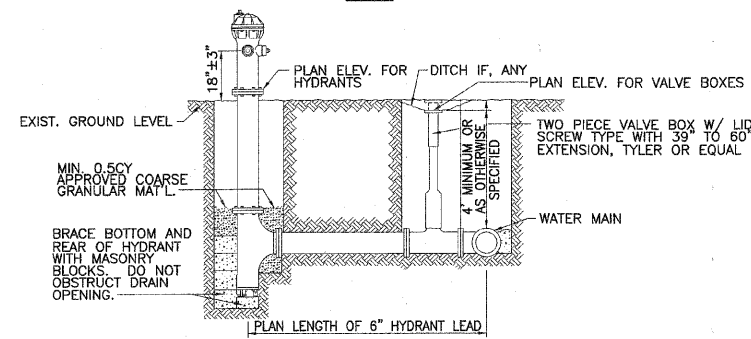 18"±3"
PLAN ELEV. FOR
HYDRANTS
DITCH IF, ANY
PLAN ELEV. FOR VALVE BOXES
EXIST. GROUND LEVEL
TWO PIECE VALVE BOX W/ LID
SCREW TYPE WITH 39" TO 60"
EXTENSION, TYLER OR EQUAL
4' MINIMUM OR
AS OTHERWISE
SPECIFIED
MIN. 0.5CY
APPROVED COARSE
GRANULAR MAT'L.
WATER MAIN
BRACE BOTTOM AND
REAR OF HYDRANT
WITH MASONRY
BLOCKS. DO NOT
OBSTRUCT DRAIN
OPENING.
PLAN LENGTH OF 6" HYDRANT LEAD